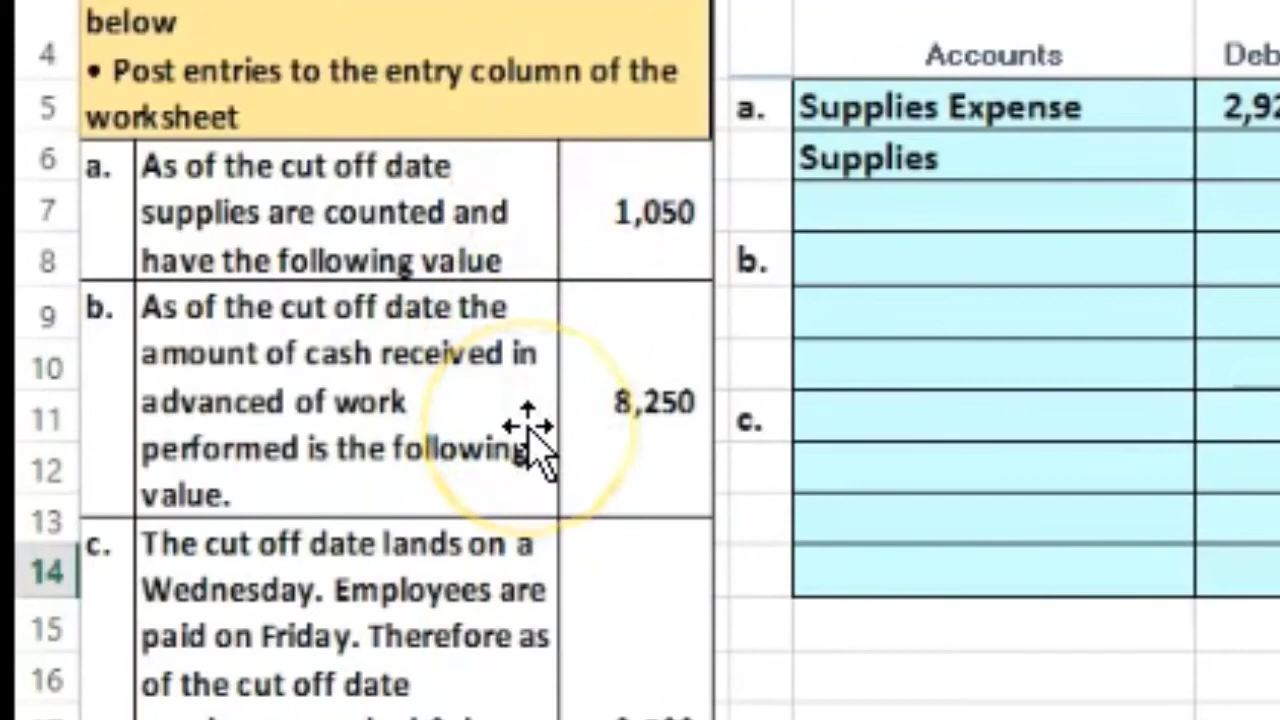 below
• Post entries to the entry column of the
worksheet
a. As of the cut off date
supplies are counted and
have the following value
1,050
b. As of the cut off date the
amount of cash received in
advanced of work
performed is the following
value.
8,250
c. The cut off date lands on a
Wednesday. Employees are
paid on Friday. Therefore as
of the cut off date
Accounts Deb
a. Supplies Expense 2,92
Supplies
b.
c.
4
5
6
7
8
9
10
11
12
13
14
15
16